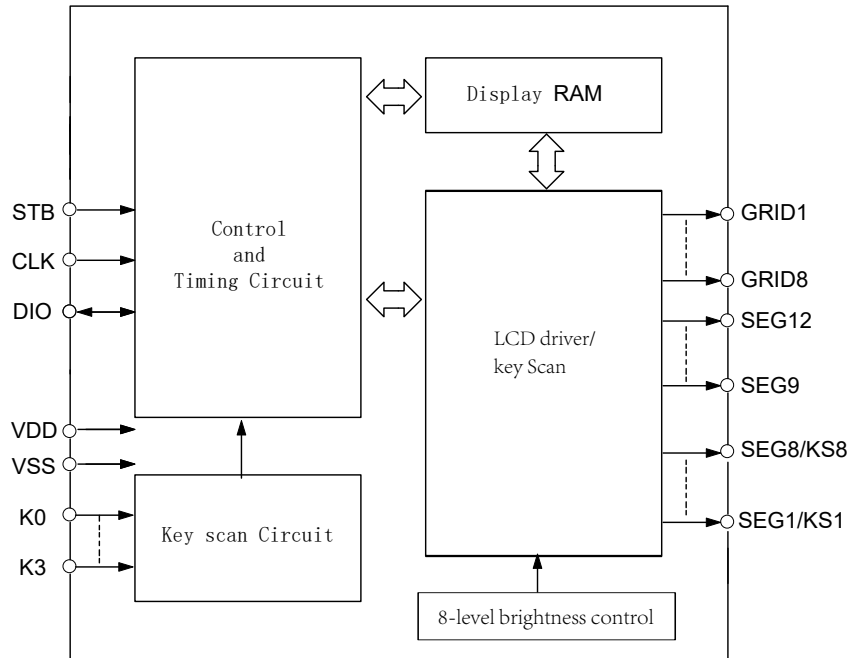 Display RAM
STB
CLK
DIO
Control
and
Timing Circuit
GRID1
GRID8
SEG12
LCD driver/
key Scan
SEG9
VDD
VSS
SEG8/KS8
K0
Key scan Circuit
SEG1/KS1
K3
8-level brightness control